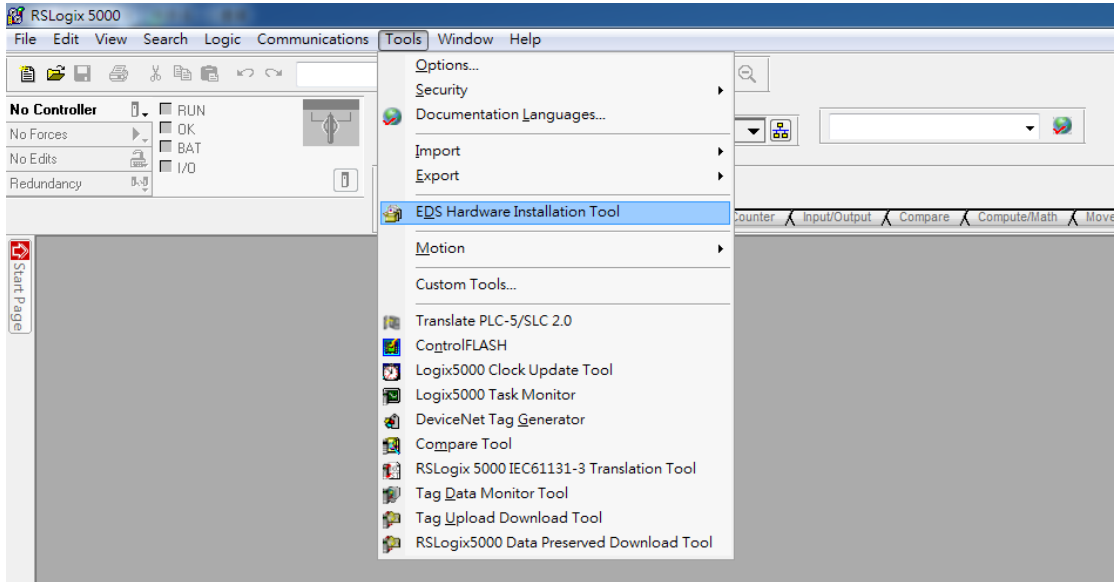 RSLogix 5000
File Edit View Search Logic Communications Tools Window Help
No Controller
RUN
No Forces
OK
No Edits
BAT
Redundancy
I/O
Options...
Security
Documentation Languages...
Import
Export
EDS Hardware Installation Tool
Motion
Custom Tools...
Translate PLC-5/SLC 2.0
ControlFLASH
Logix5000 Clock Update Tool
Logix5000 Task Monitor
DeviceNet Tag Generator
Compare Tool
RSLogix 5000 IEC61131-3 Translation Tool
Tag Data Monitor Tool
Tag Upload Download Tool
RSLogix5000 Data Preserved Download Tool
Counter Input/Output Compare Compute/Math Move
Start Page